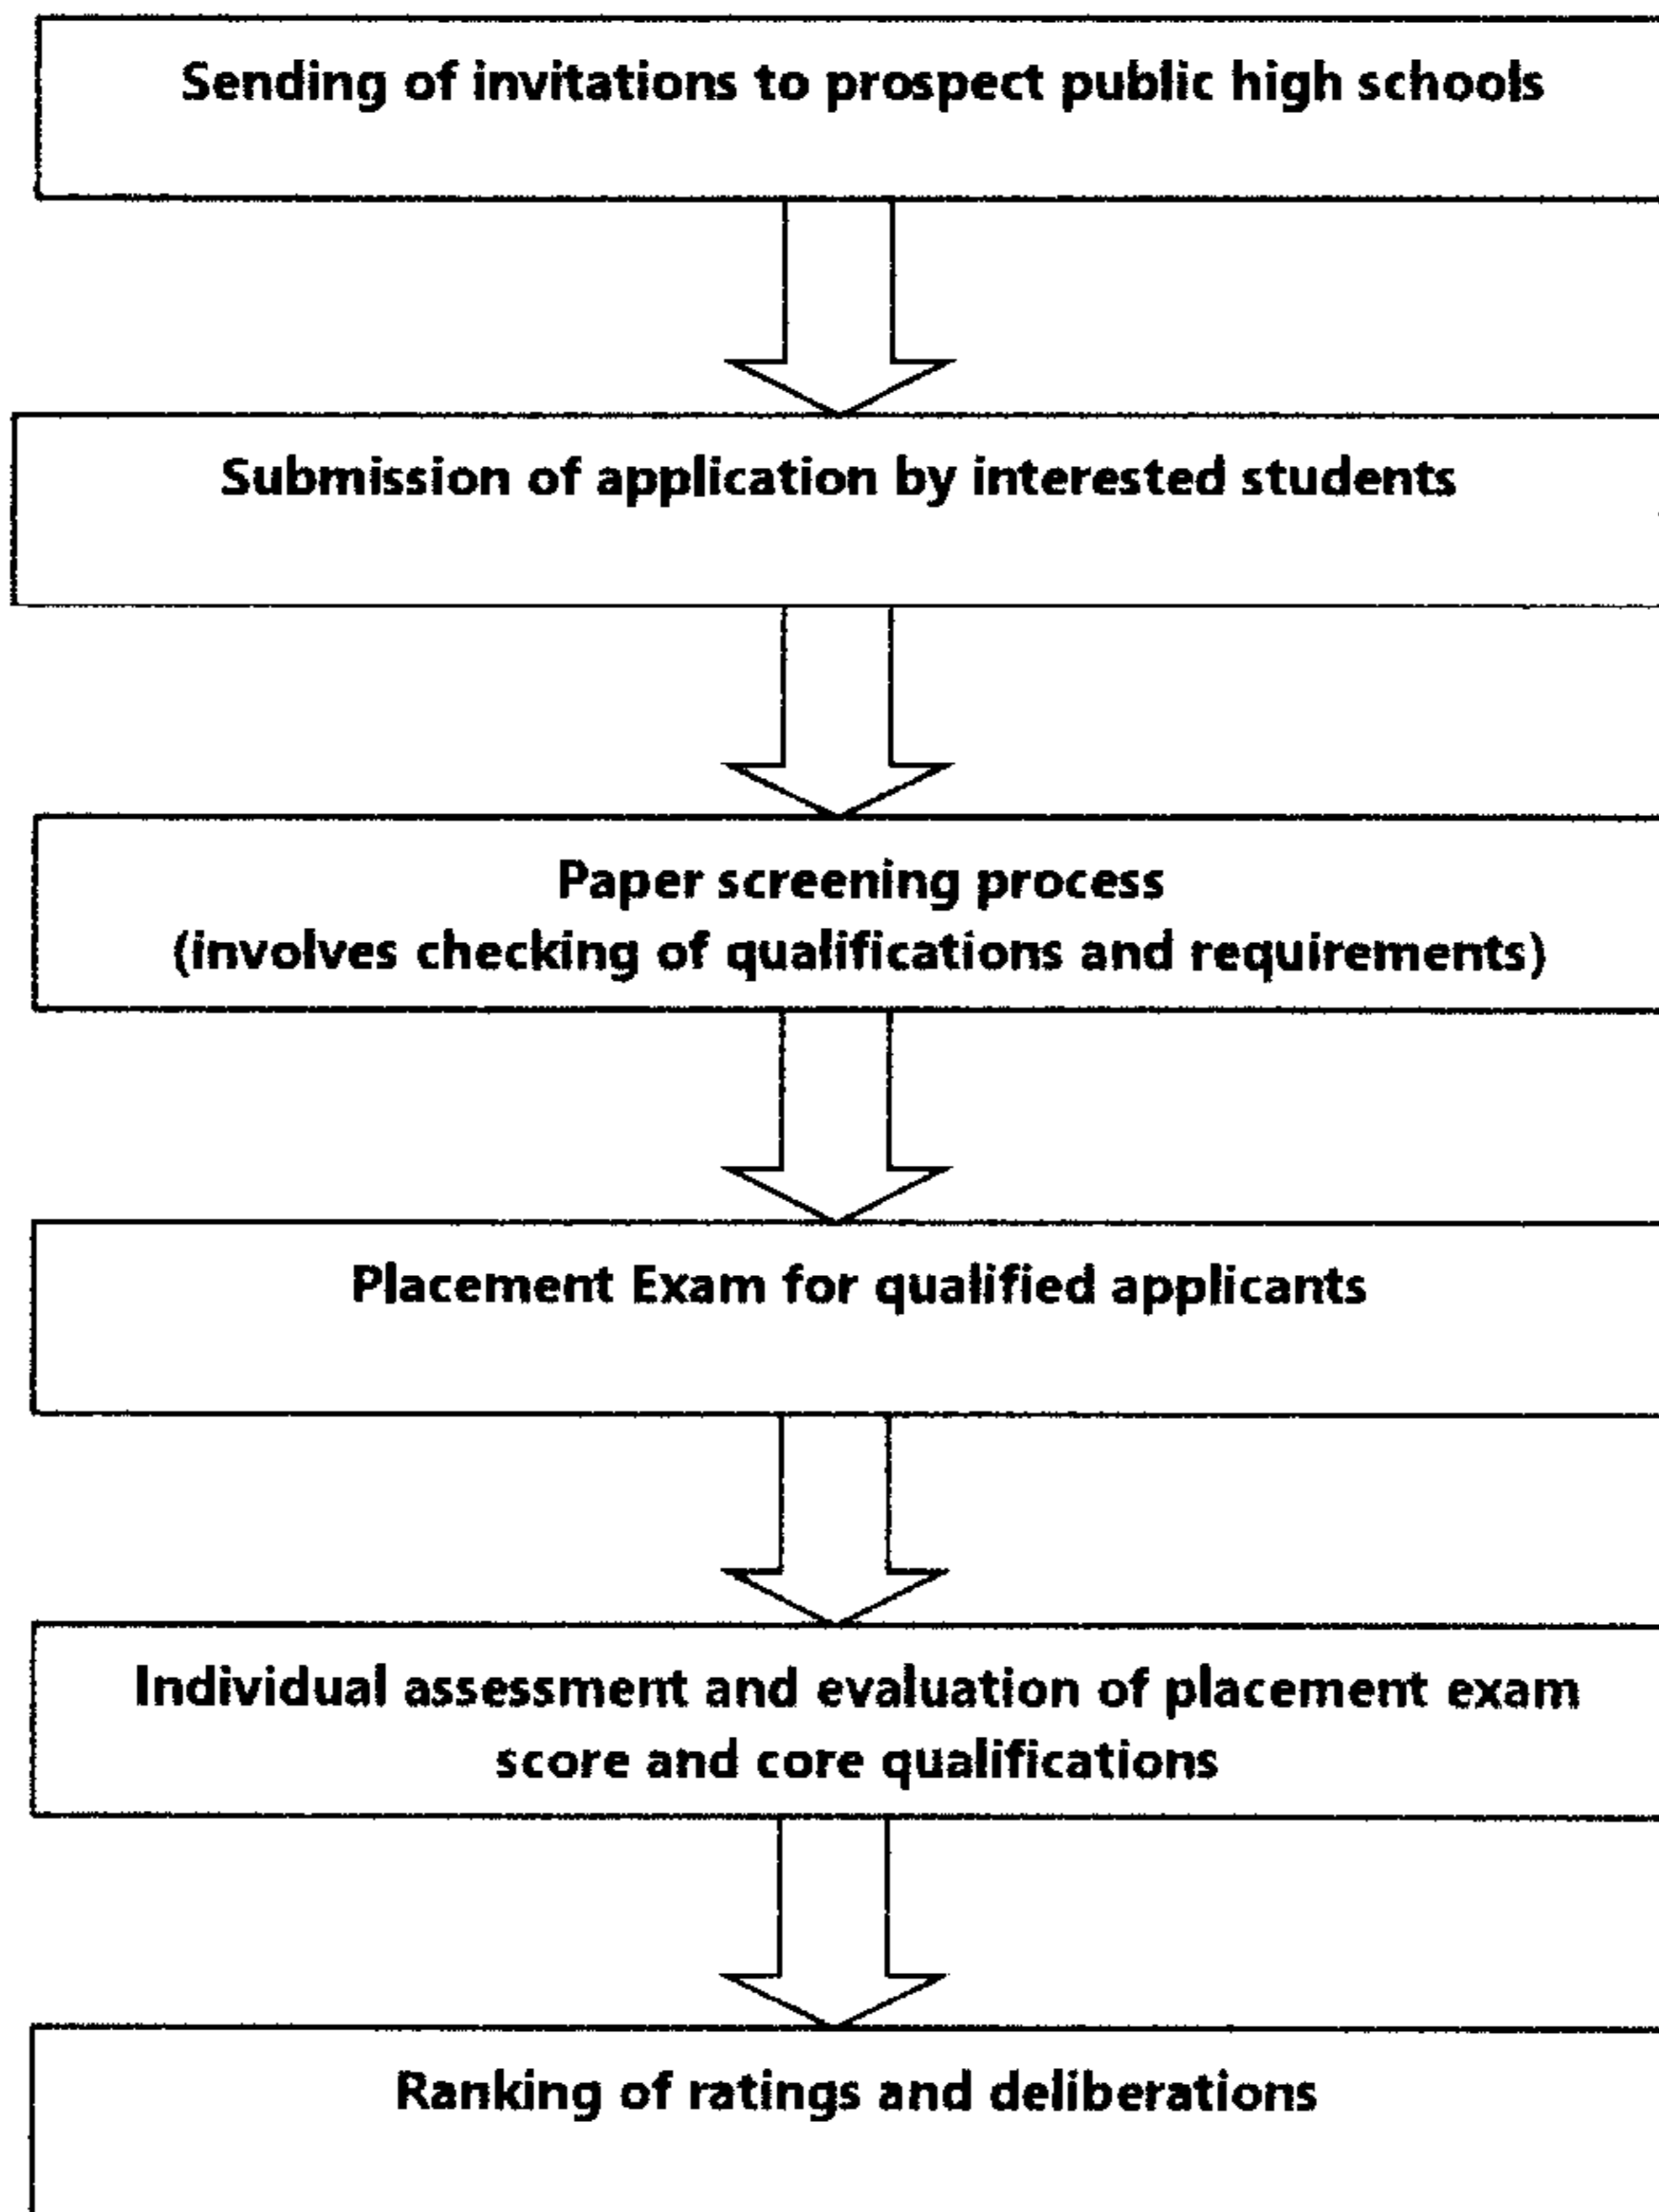 Sending of invitations to prospect public high schools
Submission of application by interested students
Paper screening process
(involves checking of qualifications and requirements)
Placement Exam for qualified applicants
Individual assessment and evaluation of placement exam
score and core qualifications
Ranking of ratings and deliberations